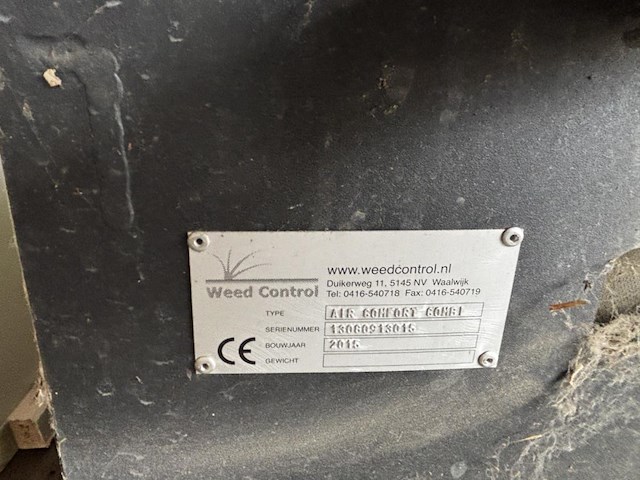 www.weedcontrol.nl
Duikerweg 11, 5145 NV Waalwijk
Tel: 0416-540718 Fax: 0416-540719
Weed Control
TYPE AIR COMFORT COMBI
SERIENUMMER 13060913015
BOUWJAAR 2015
GEWICHT
CE